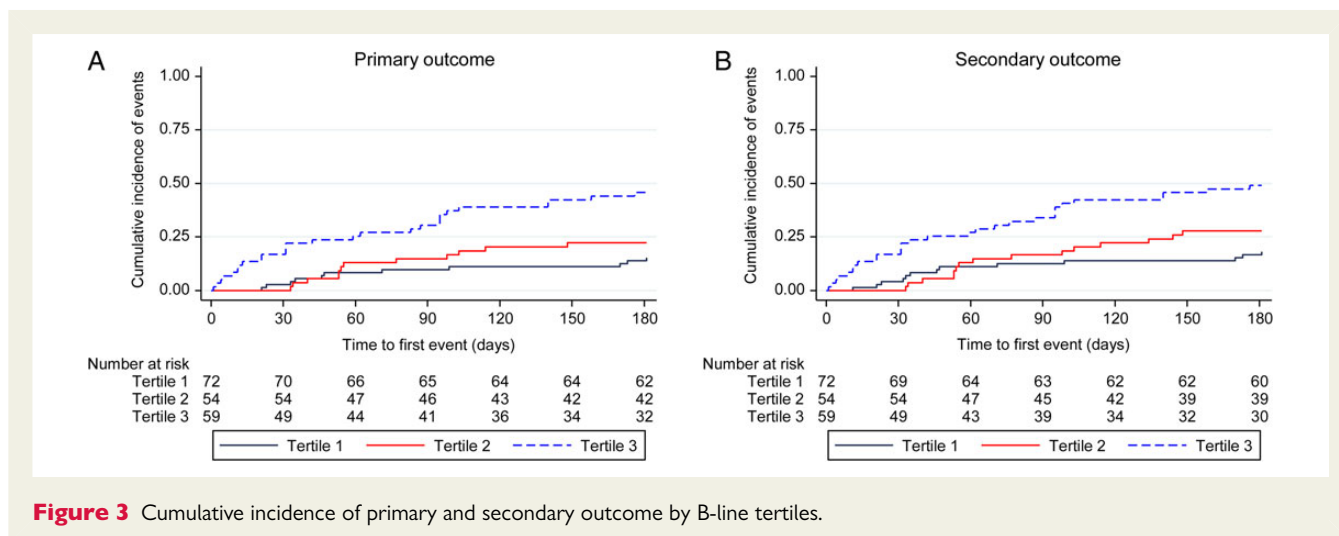 A
Primary outcome
Cumulative incidence of events
1.00
0.75
0.50
0.25
0.00
0 30 60 90 120 150 180
Time to first event (days)
Number at risk
Tertile 1 72 70 66 65 64 64 62
Tertile 2 54 54 47 46 43 42 42
Tertile 3 59 49 44 41 36 34 32
Tertile 1 Tertile 2 Tertile 3
B
Secondary outcome
Cumulative incidence of events
1.00
0.75
0.50
0.25
0.00
0 30 60 90 120 150 180
Time to first event (days)
Number at risk
Tertile 1 72 69 64 63 62 62 60
Tertile 2 54 54 47 45 42 39 39
Tertile 3 59 49 43 39 34 32 30
Tertile 1 Tertile 2 Tertile 3
Figure 3 Cumulative incidence of primary and secondary outcome by B-line tertiles.